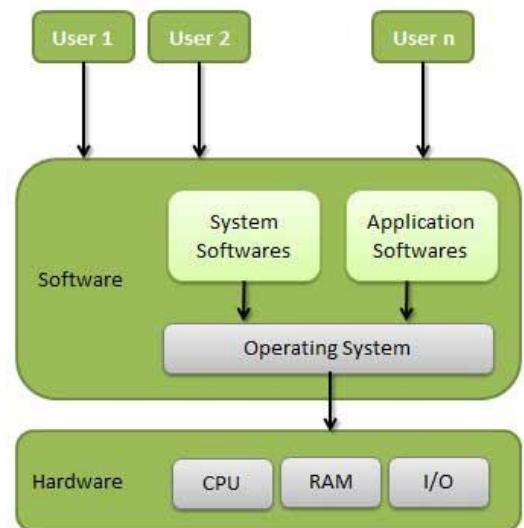 User 1
User 2
User n
System
Softwares
Application
Softwares
Software
Operating System
Hardware
CPU
RAM
I/O